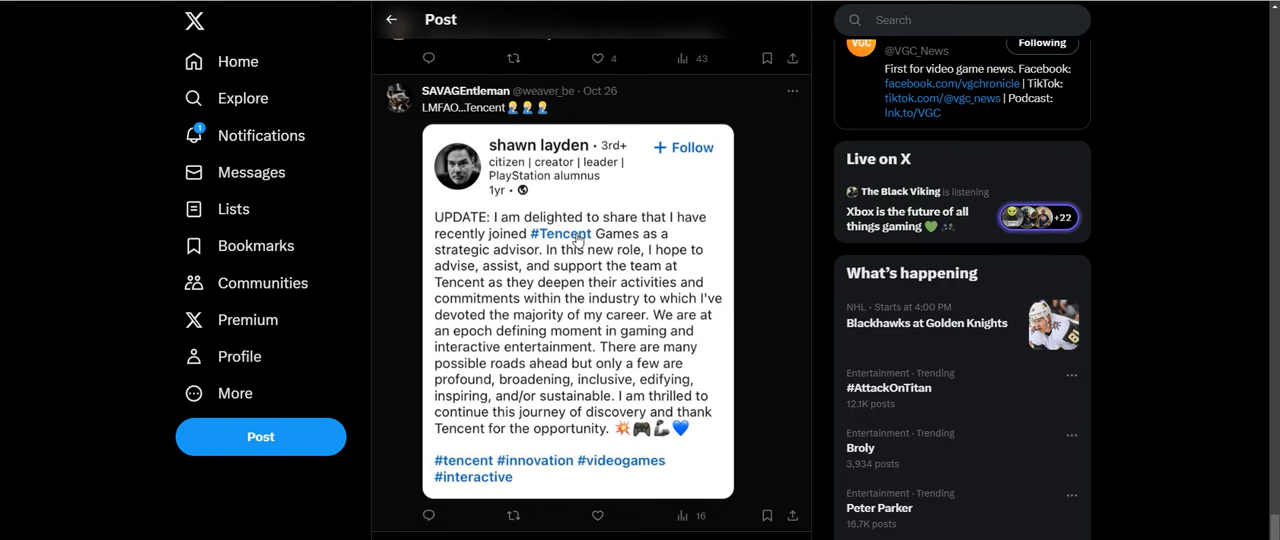 Home
Explore
1
Notifications
Messages
Lists
Bookmarks
Communities
Premium
Profile
More
Post
Post
4
43
SAVAGEntleman @weaver_be · Oct 26
LMFAO...Tencent
shawn layden · 3rd+
+ Follow
citizen | creator | leader |
PlayStation alumnus
1yr ·
UPDATE: I am delighted to share that I have
recently joined #Tencent Games as a
strategic advisor. In this new role, I hope to
advise, assist, and support the team at
Tencent as they deepen their activities and
commitments within the industry to which I've
devoted the majority of my career. We are at
an epoch defining moment in gaming and
interactive entertainment. There are many
possible roads ahead but only a few are
profound, broadening, inclusive, edifying,
inspiring, and/or sustainable. I am thrilled to
continue this journey of discovery and thank
Tencent for the opportunity. 💥🎮💪💙
#tencent #innovation #videogames
#interactive
16
Search
VGC
@VGC_News
Following
First for video game news. Facebook:
facebook.com/vgchronicle | TikTok:
tiktok.com/@vgc_news | Podcast:
lnk.to/VGC
Live on X
The Black Viking is listening
Xbox is the future of all
things gaming 💚
+22
What's happening
NHL · Starts at 4:00 PM
Blackhawks at Golden Knights
Entertainment · Trending
#AttackOnTitan
12.1K posts
Entertainment · Trending
Broly
3,934 posts
Entertainment · Trending
Peter Parker
16.7K posts